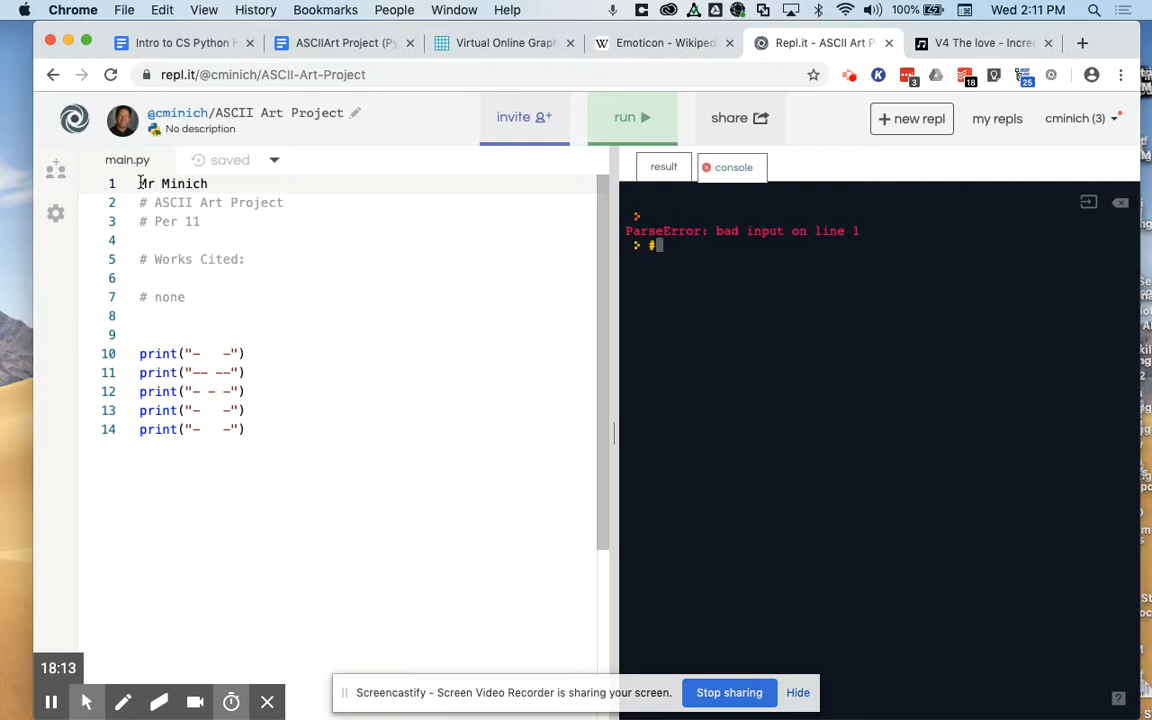 Chrome File Edit View History Bookmarks People Window Help 100% Wed 2:11 PM
Intro to CS Python H ASCIIArt Project (Py Virtual Online Graph Emoticon - Wikiped Repl.it - ASCII Art P V4 The love - Incre
repl.it/@cminich/ASCII-Art-Project 3 18 25
@cminich/ASCII Art Project
No description
invite run share + new repl my repls cminich (3)
main.py saved
result console
1 Mr Minich
2 # ASCII Art Project
3 # Per 11
4
5 # Works Cited:
6
7 # none
8
9
10 print("-   -")
11 print("-- --")
12 print("- - -")
13 print("-   -")
14 print("-   -")
>
ParseError: bad input on line 1
> #
18:13
Screencastify - Screen Video Recorder is sharing your screen. Stop sharing Hide